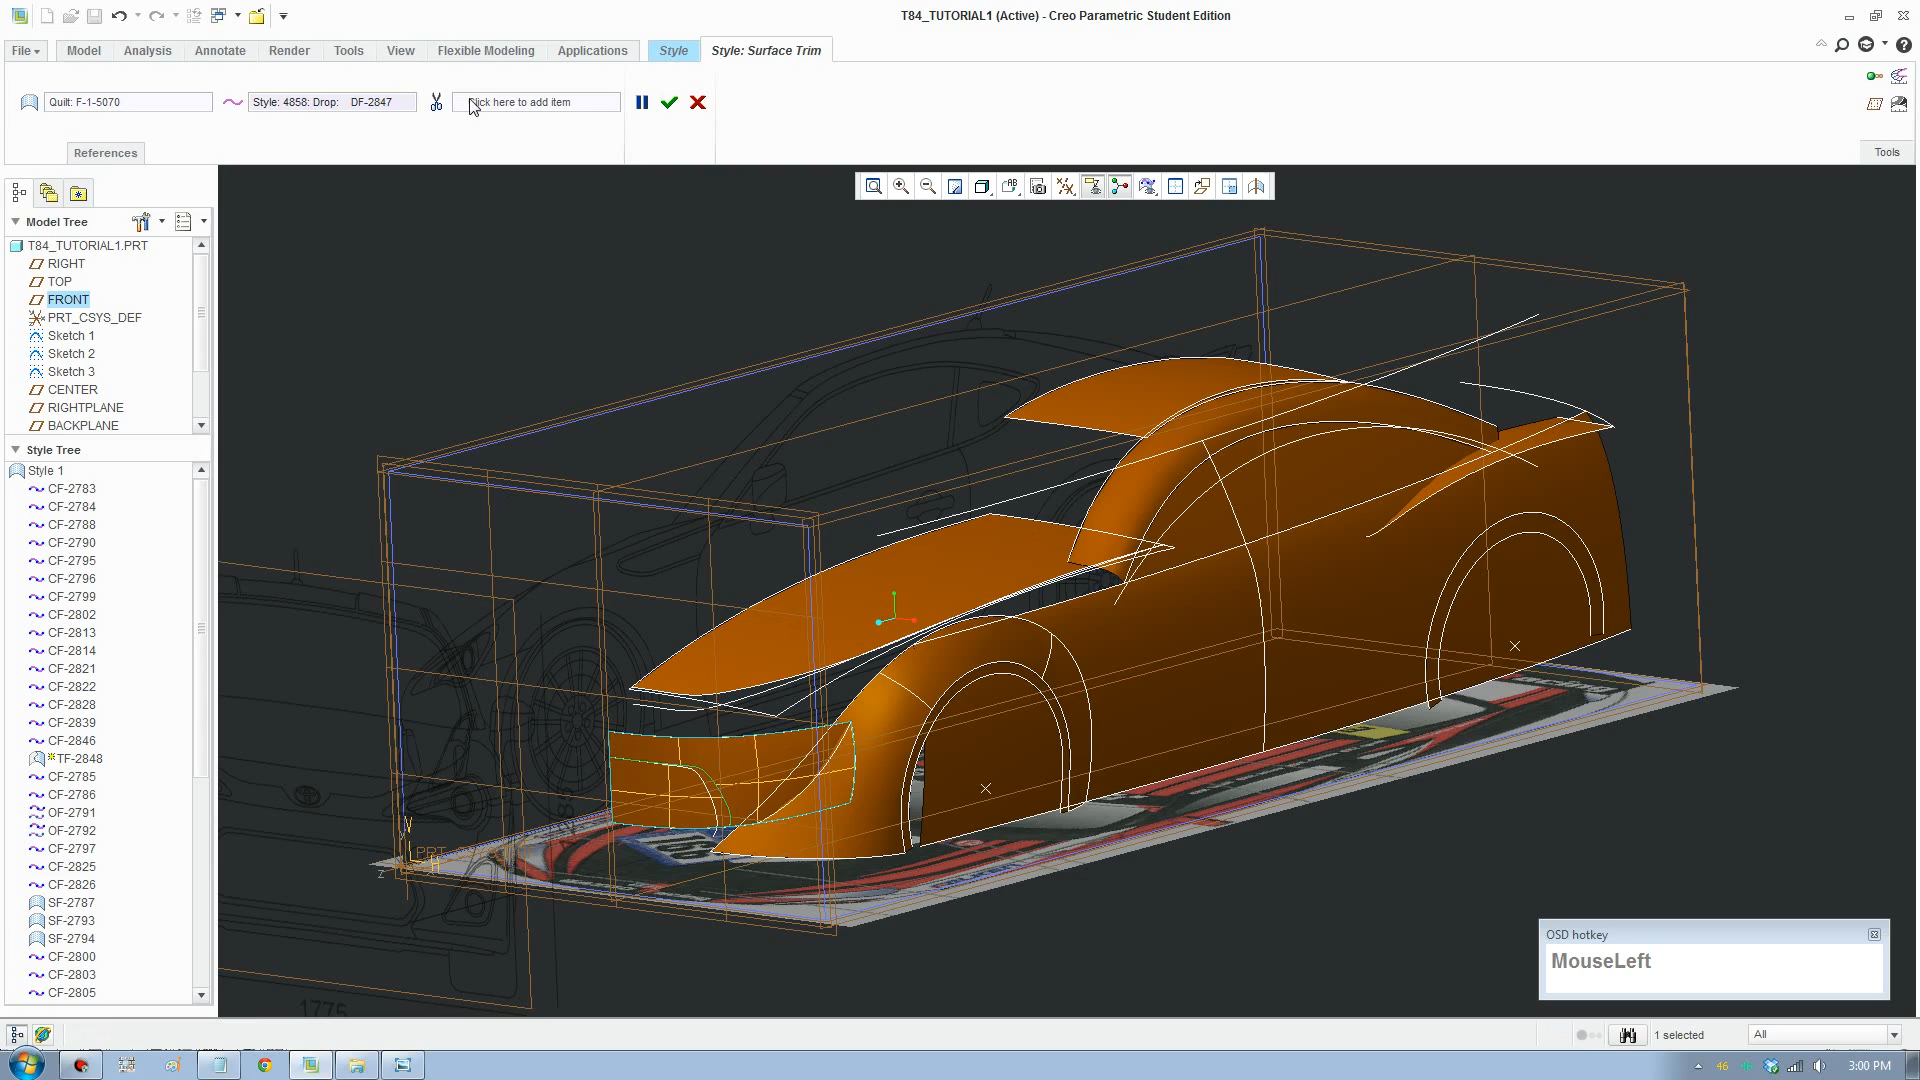 T84_TUTORIAL1 (Active) - Creo Parametric Student Edition
File Model Analysis Annotate Render Tools View Flexible Modeling Applications Style Style: Surface Trim
Quilt: F-1-5070 Style: 4858: Drop: DF-2847 Click here to add item
References
Tools
Model Tree
T84_TUTORIAL1.PRT
RIGHT
TOP
FRONT
PRT_CSYS_DEF
Sketch 1
Sketch 2
Sketch 3
CENTER
RIGHTPLANE
BACKPLANE
Style Tree
Style 1
CF-2783
CF-2784
CF-2788
CF-2790
CF-2795
CF-2796
CF-2799
CF-2802
CF-2813
CF-2814
CF-2821
CF-2822
CF-2828
CF-2839
CF-2846
TF-2848
CF-2785
CF-2786
OF-2791
OF-2792
CF-2797
CF-2825
CF-2826
SF-2787
SF-2793
SF-2794
CF-2800
CF-2803
CF-2805
1775
OSD hotkey
MouseLeft
1 selected
All
46
3:00 PM